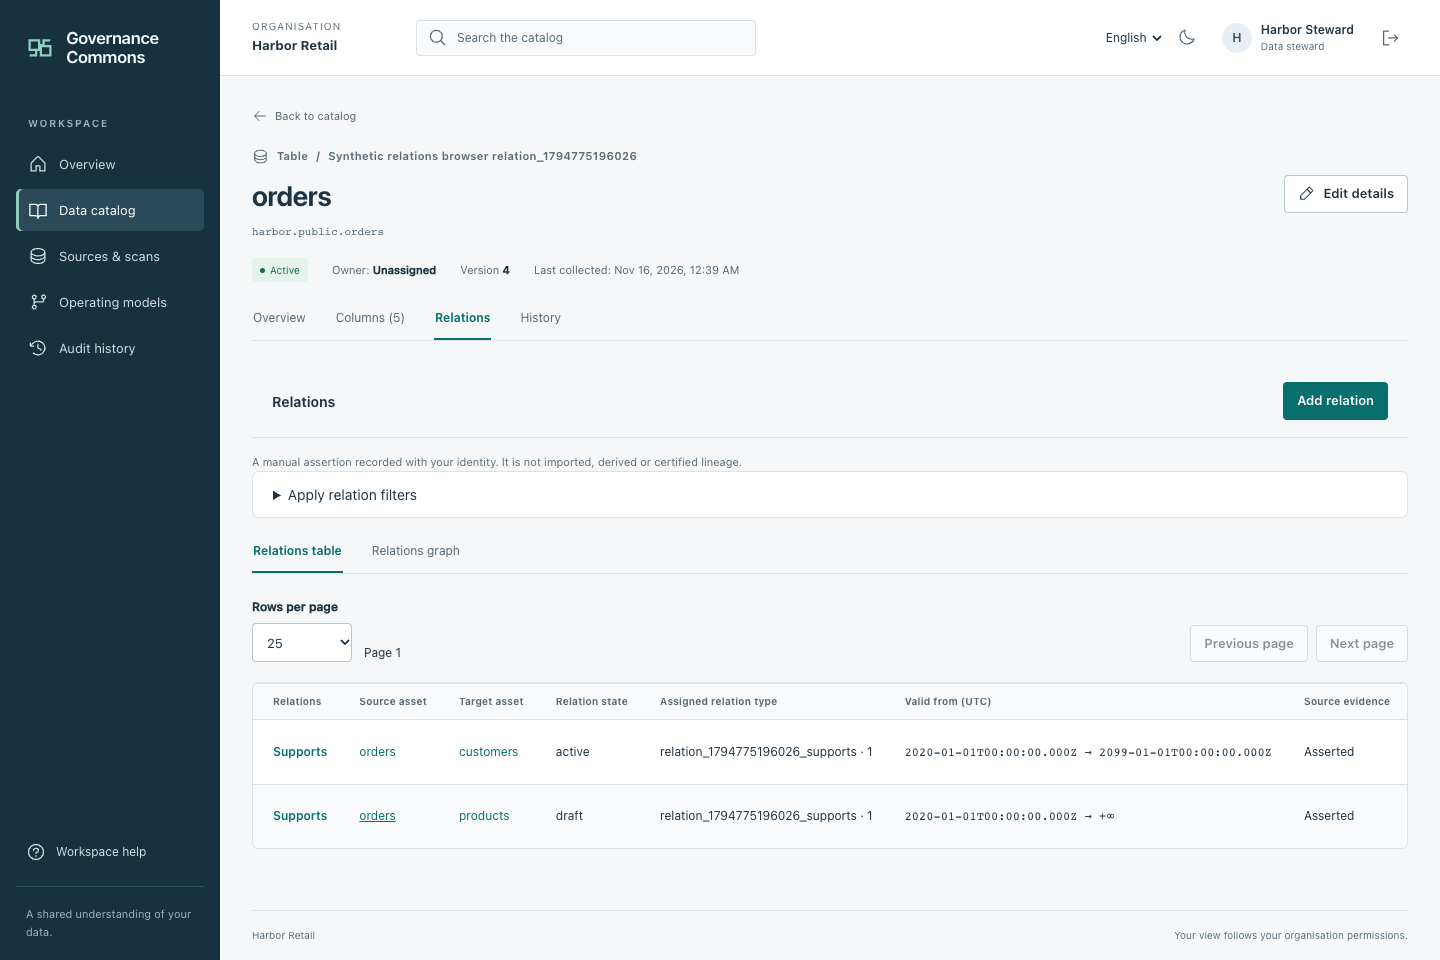 Governance
Commons
WORKSPACE
Overview
Data catalog
Sources & scans
Operating models
Audit history
Workspace help
A shared understanding of your
data.
ORGANISATION
Harbor Retail
Search the catalog
English
H
Harbor Steward
Data steward
Back to catalog
Table / Synthetic relations browser relation_1794775196026
orders
Edit details
harbor.public.orders
Active Owner: Unassigned Version 4 Last collected: Nov 16, 2026, 12:39 AM
Overview Columns (5) Relations History
Relations
Add relation
A manual assertion recorded with your identity. It is not imported, derived or certified lineage.
Apply relation filters
Relations table Relations graph
Rows per page
25 Page 1 Previous page Next page
Relations Source asset Target asset Relation state Assigned relation type Valid from (UTC) Source evidence
Supports orders customers active relation_1794775196026_supports · 1 2020-01-01T00:00:00.000Z → 2099-01-01T00:00:00.000Z Asserted
Supports orders products draft relation_1794775196026_supports · 1 2020-01-01T00:00:00.000Z → +∞ Asserted
Harbor Retail Your view follows your organisation permissions.